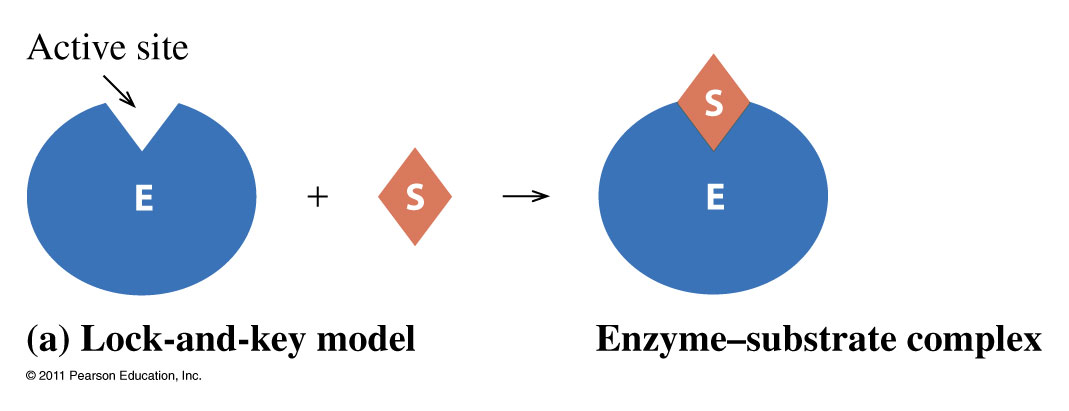 Active site
E
+
S
S
E
(a) Lock-and-key model
Enzyme–substrate complex
© 2011 Pearson Education, Inc.